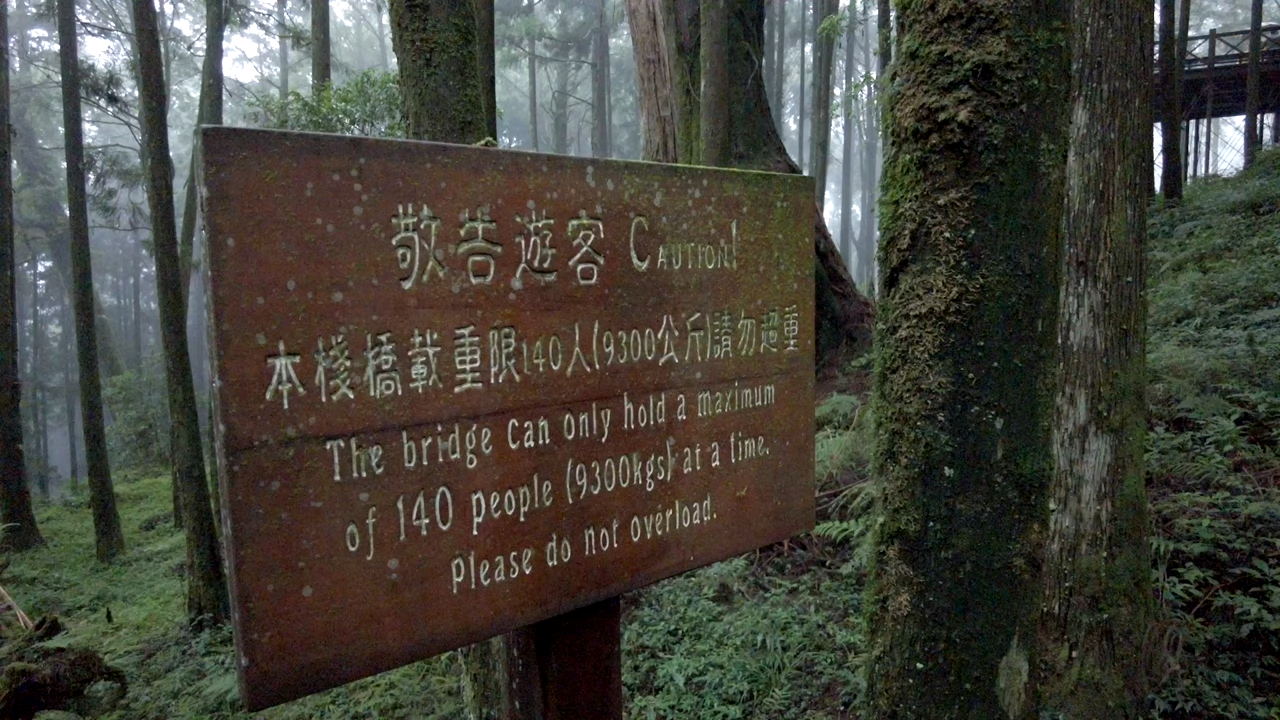 敬告遊客 CAUTION!
本棧橋載重限140人(9300公斤)請勿超重
The bridge can only hold a maximum
of 140 people (9300kgs) at a time.
Please do not overload.